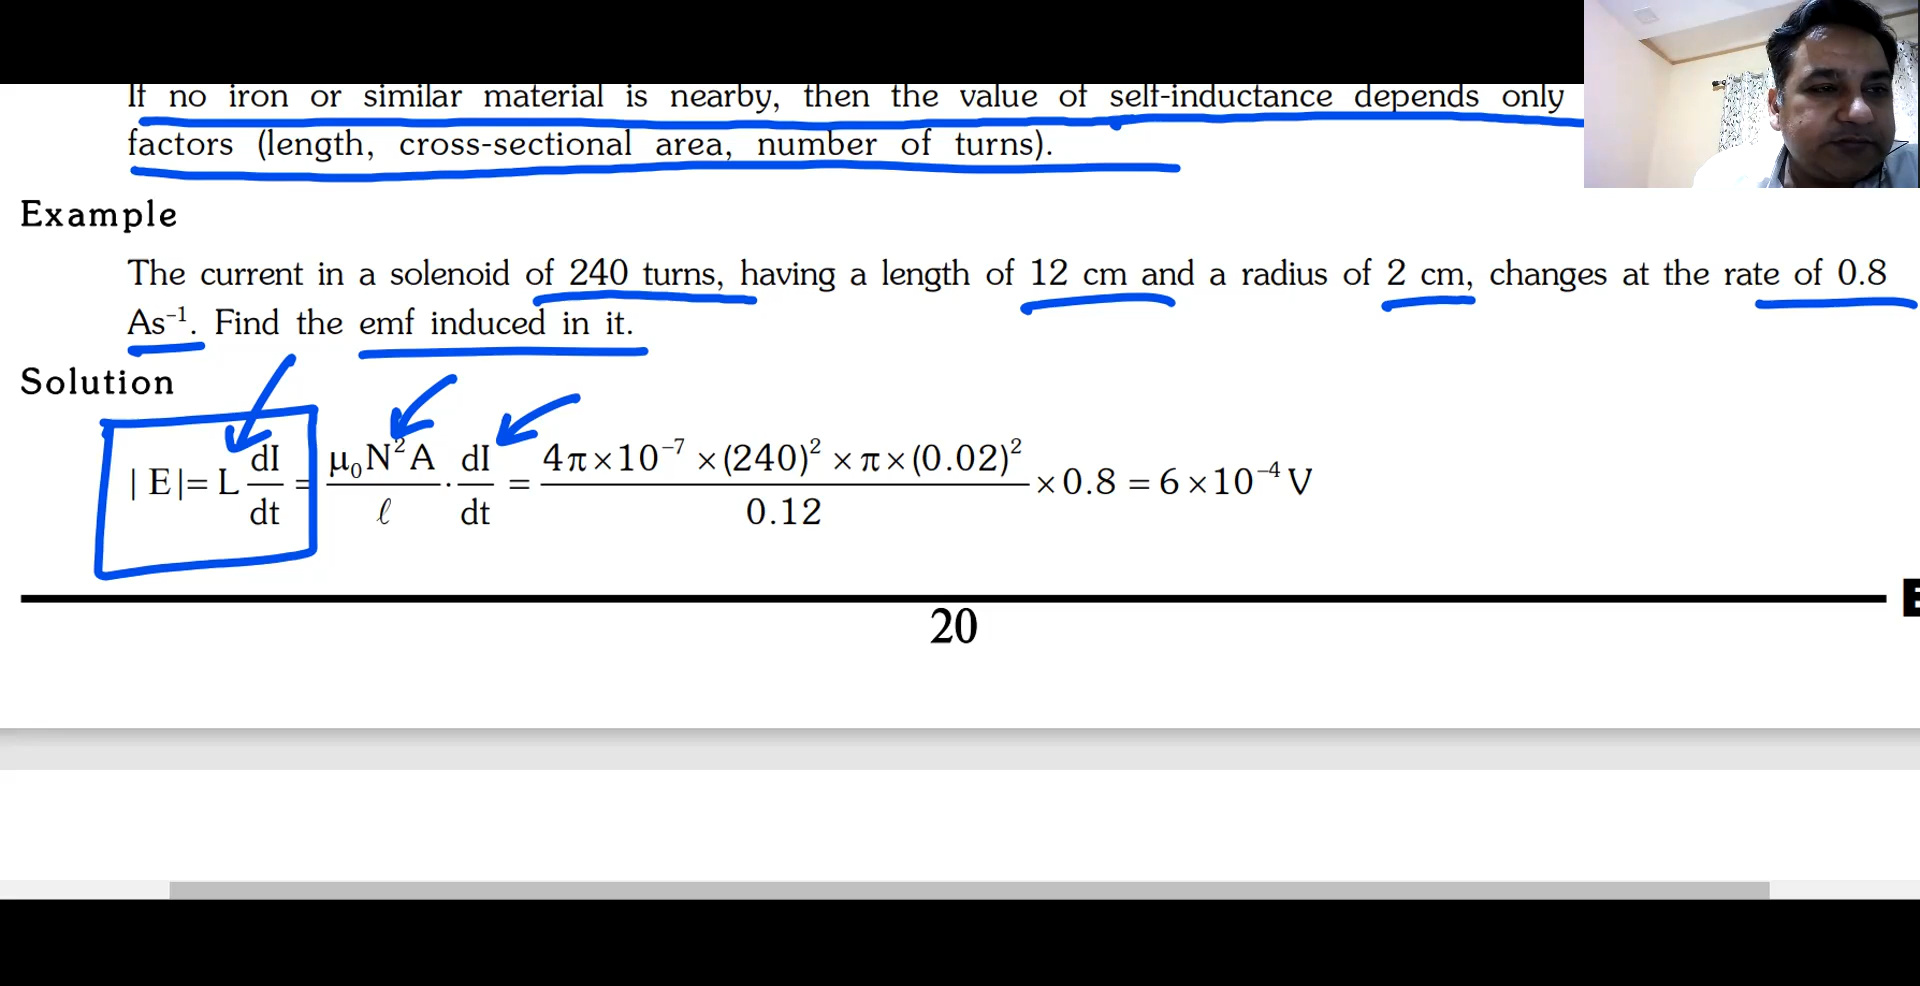 If no iron or similar material is nearby, then the value of self-inductance depends only
factors (length, cross-sectional area, number of turns).
Example
The current in a solenoid of 240 turns, having a length of 12 cm and a radius of 2 cm, changes at the rate of 0.8
As⁻¹. Find the emf induced in it.
Solution
| E |= L dI/dt = μ₀N²A/ℓ · dI/dt = 4π×10⁻⁷ ×(240)² ×π×(0.02)²/0.12 ×0.8 = 6 ×10⁻⁴ V
20